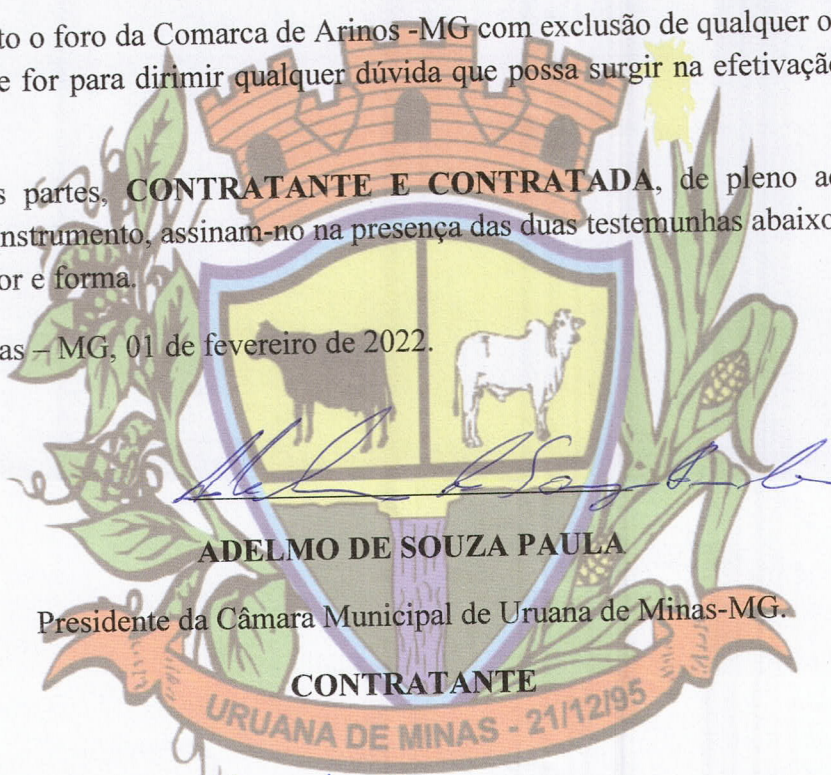 to o foro da Comarca de Arinos -MG com exclusão de qualquer o
e for para dirimir qualquer dúvida que possa surgir na efetivação
s partes, CONTRATANTE E CONTRATADA, de pleno a
nstrumento, assinam-no na presença das duas testemunhas abaixo
or e forma.
as – MG, 01 de fevereiro de 2022.
ADELMO DE SOUZA PAULA
Presidente da Câmara Municipal de Uruana de Minas-MG.
CONTRATANTE
URUANA DE MINAS - 21/12/95